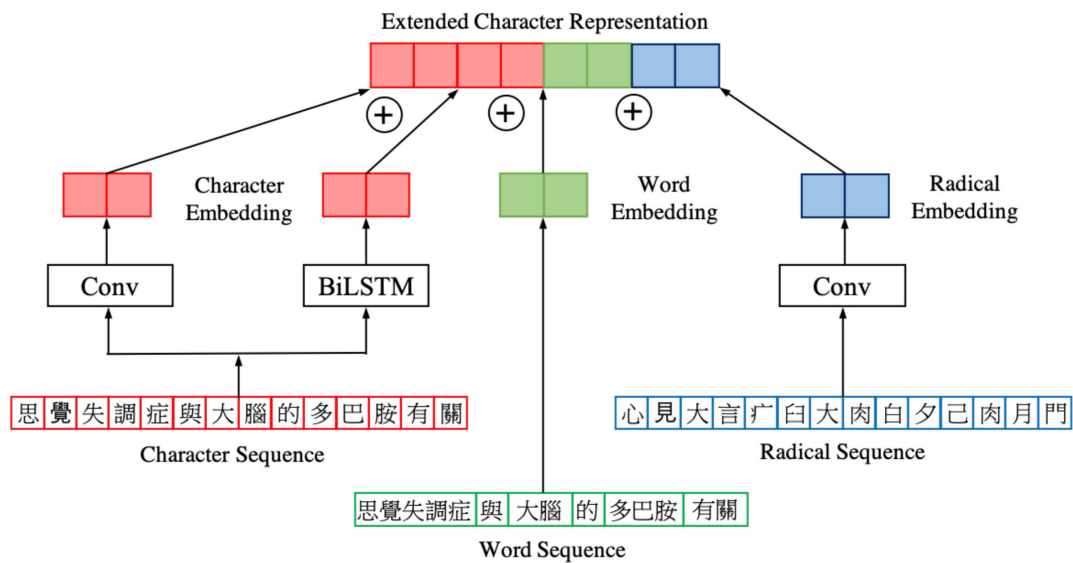 Extended Character Representation
+ + +
Character Embedding
Word Embedding
Radical Embedding
Conv
BiLSTM
Conv
思覺失調症與大腦的多巴胺有關
心見大言疒臼大肉白夕己肉月門
Character Sequence
Radical Sequence
思覺失調症 與 大腦 的 多巴胺 有關
Word Sequence